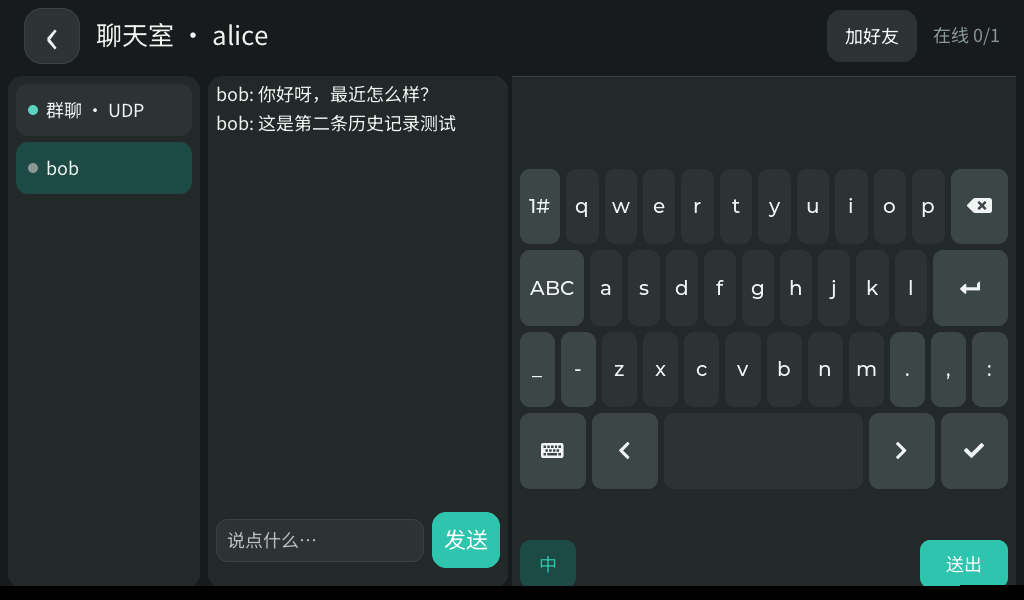 聊天室 · alice
加好友
在线 0/1
群聊 · UDP
bob
bob: 你好呀，最近怎么样？
bob: 这是第二条历史记录测试
说点什么…
发送
1# q w e r t y u i o p
ABC a s d f g h j k l
_ - z x c v b n m . , :
中
送出